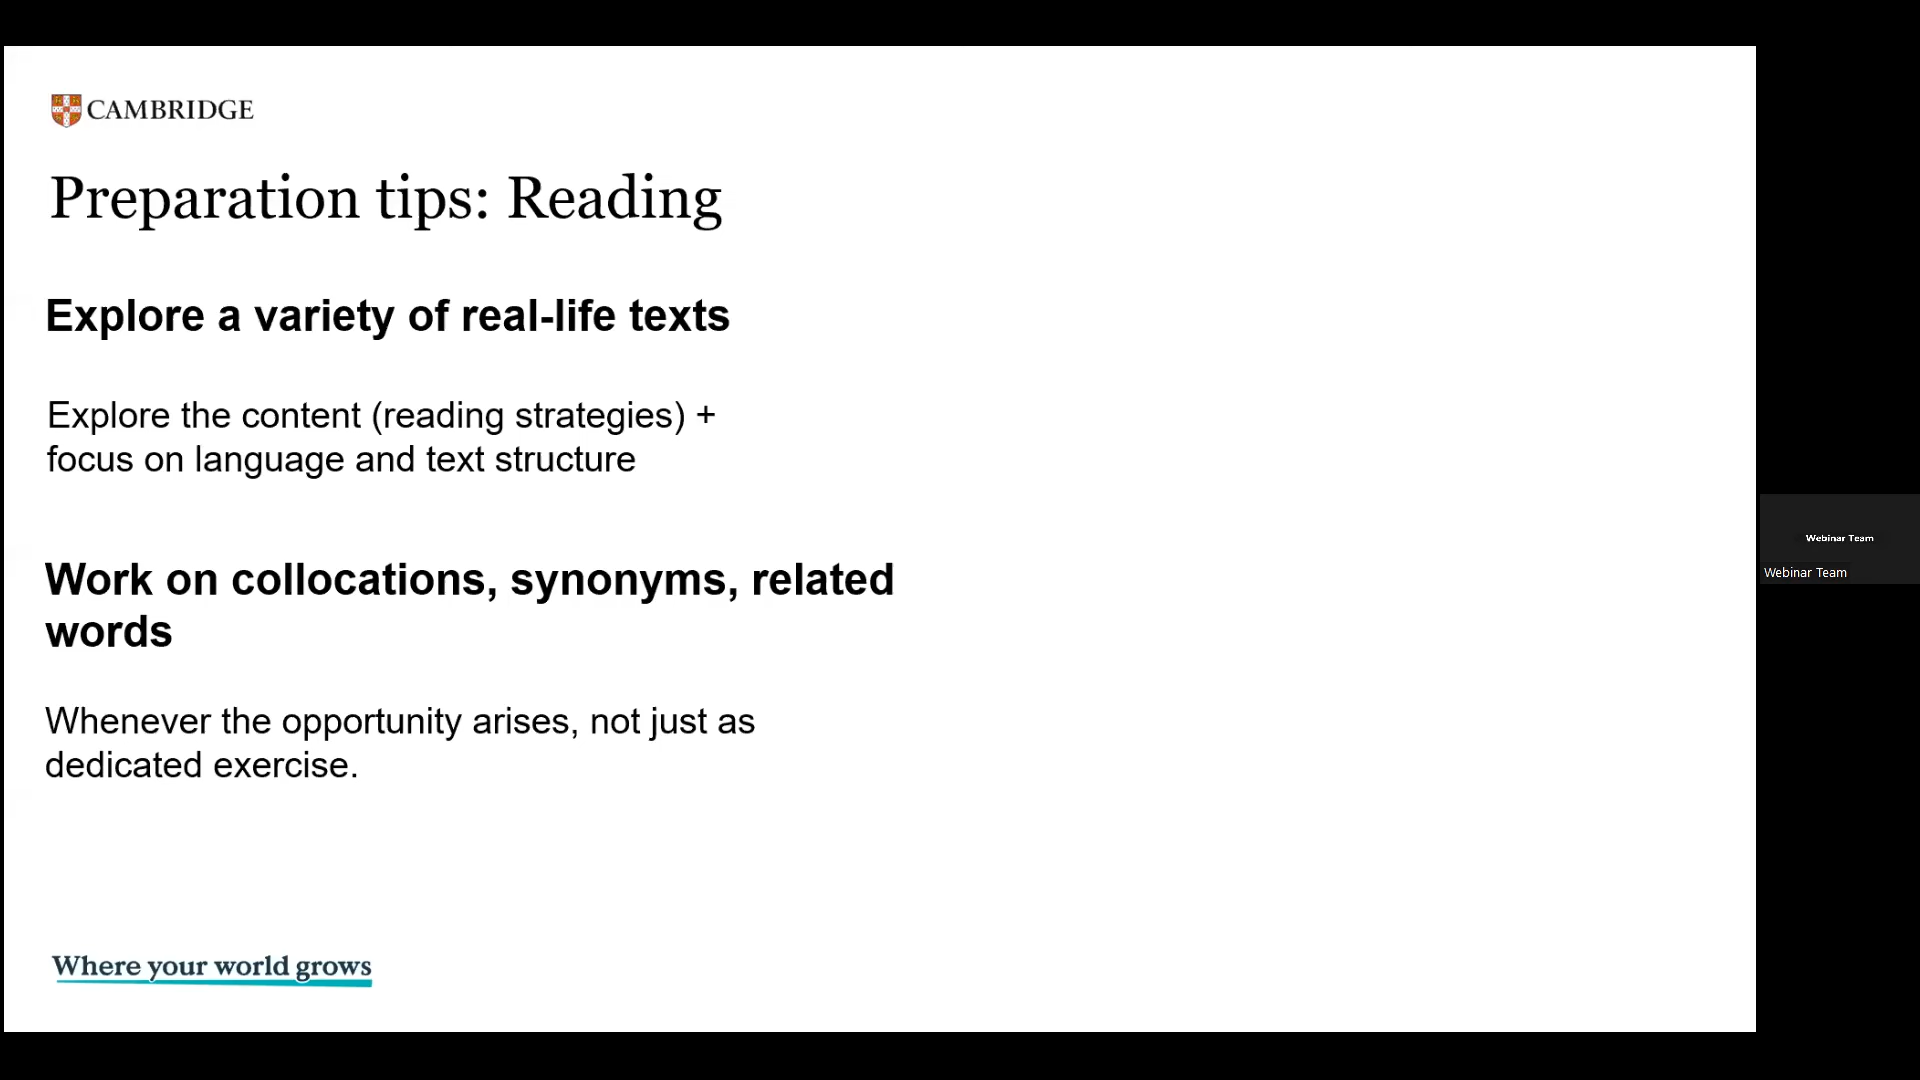 CAMBRIDGE
Preparation tips: Reading
Explore a variety of real-life texts
Explore the content (reading strategies) +
focus on language and text structure
Work on collocations, synonyms, related
words
Whenever the opportunity arises, not just as
dedicated exercise.
Where your world grows
Webinar Team
Webinar Team